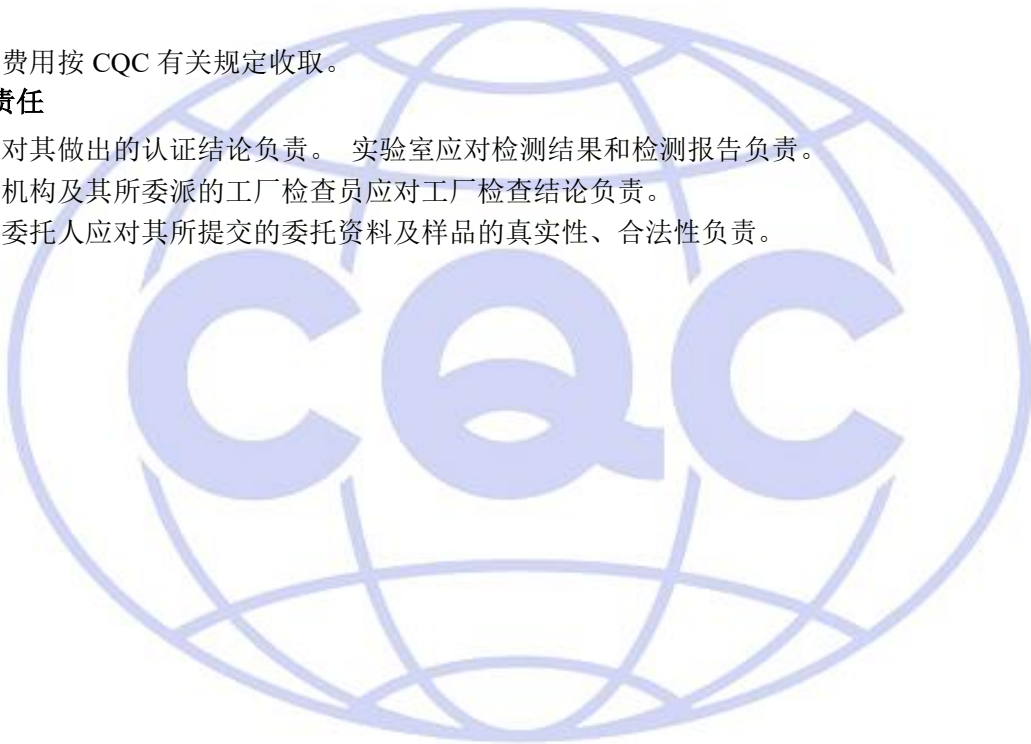 费用按 CQC 有关规定收取。
责任
对其做出的认证结论负责。 实验室应对检测结果和检测报告负责。
机构及其所委派的工厂检查员应对工厂检查结论负责。
委托人应对其所提交的委托资料及样品的真实性、合法性负责。
CQC